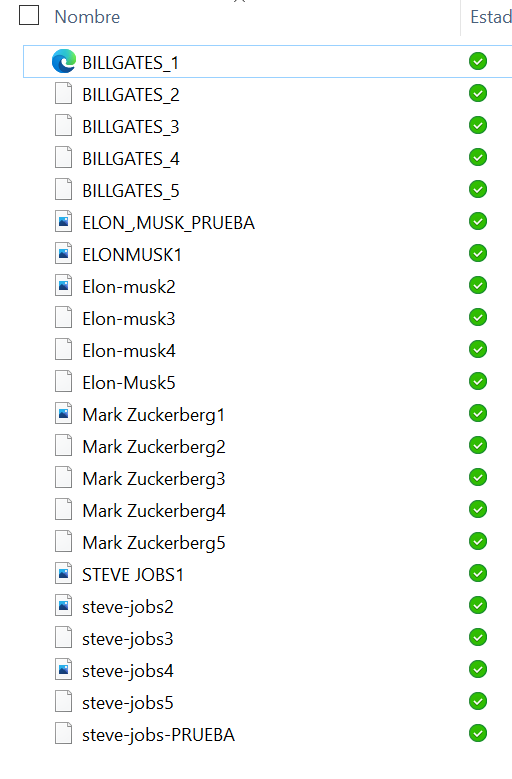 Nombre Estad
BILLGATES_1
BILLGATES_2
BILLGATES_3
BILLGATES_4
BILLGATES_5
ELON_,MUSK_PRUEBA
ELONMUSK1
Elon-musk2
Elon-musk3
Elon-musk4
Elon-Musk5
Mark Zuckerberg1
Mark Zuckerberg2
Mark Zuckerberg3
Mark Zuckerberg4
Mark Zuckerberg5
STEVE JOBS1
steve-jobs2
steve-jobs3
steve-jobs4
steve-jobs5
steve-jobs-PRUEBA